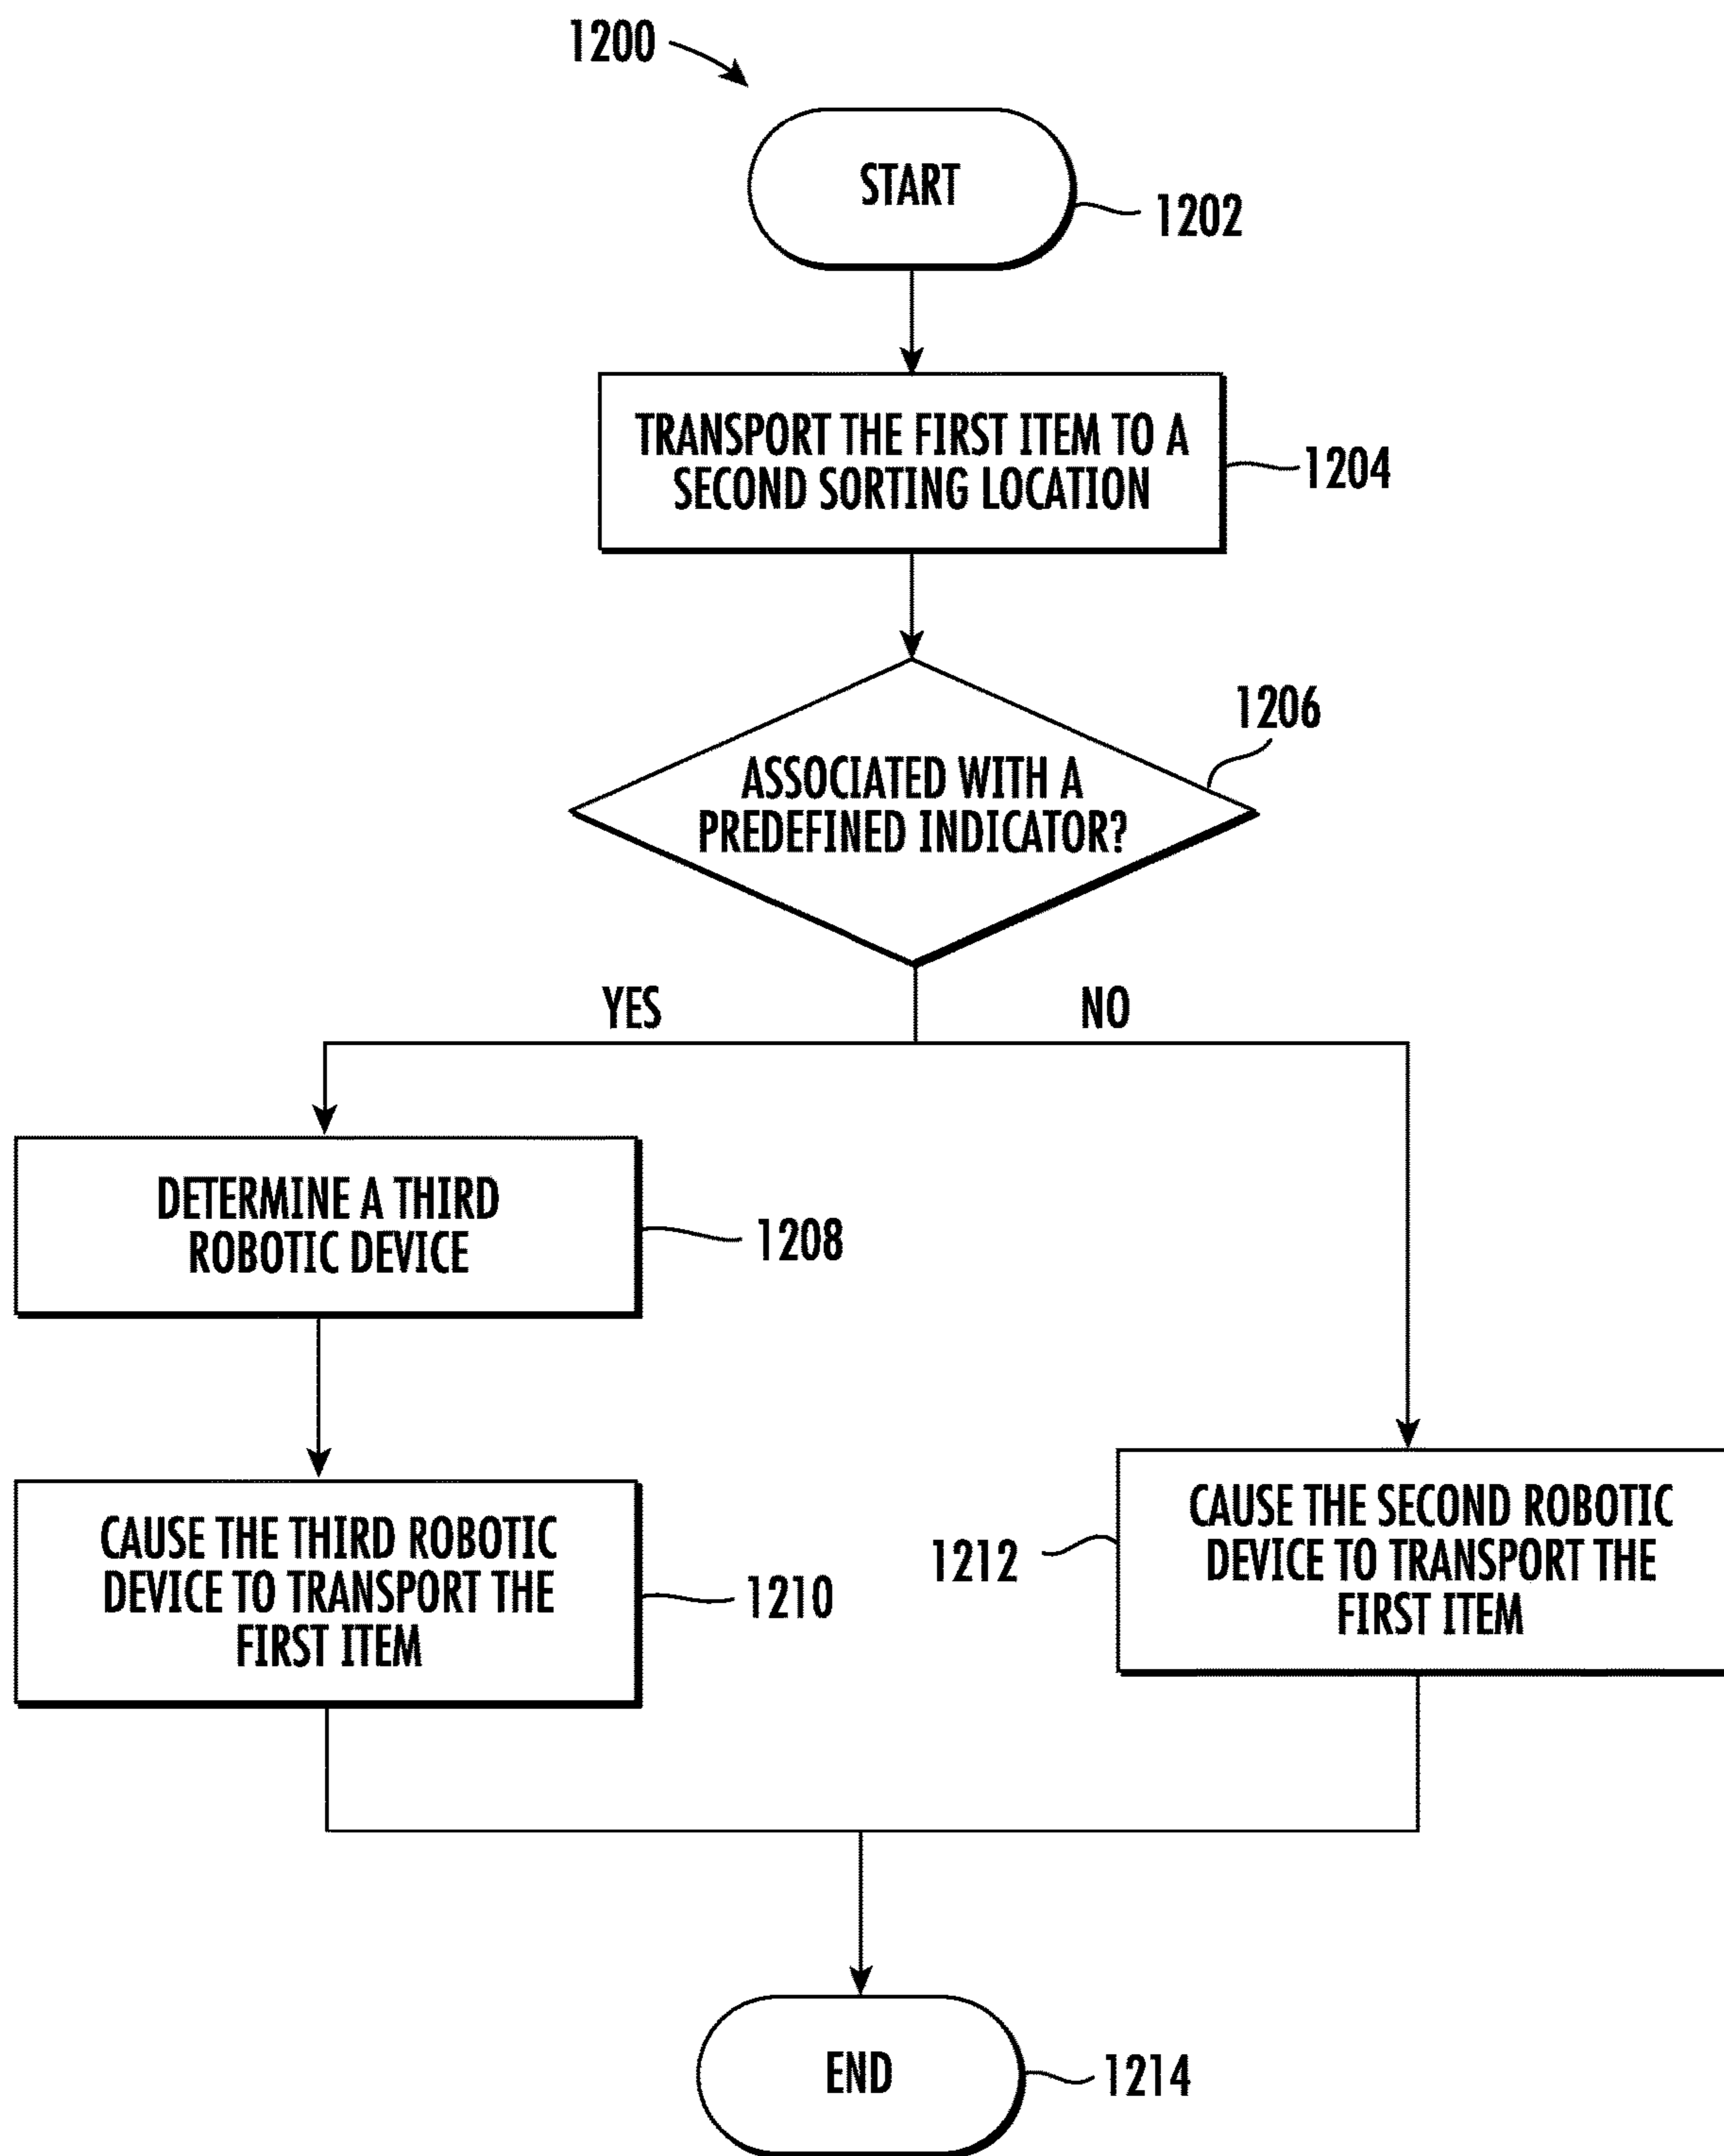 1200
START
1202
TRANSPORT THE FIRST ITEM TO A
SECOND SORTING LOCATION
1204
1206
ASSOCIATED WITH A
PREDEFINED INDICATOR?
YES
NO
DETERMINE A THIRD
ROBOTIC DEVICE
1208
CAUSE THE THIRD ROBOTIC
DEVICE TO TRANSPORT THE
FIRST ITEM
1210
1212
CAUSE THE SECOND ROBOTIC
DEVICE TO TRANSPORT THE
FIRST ITEM
END
1214